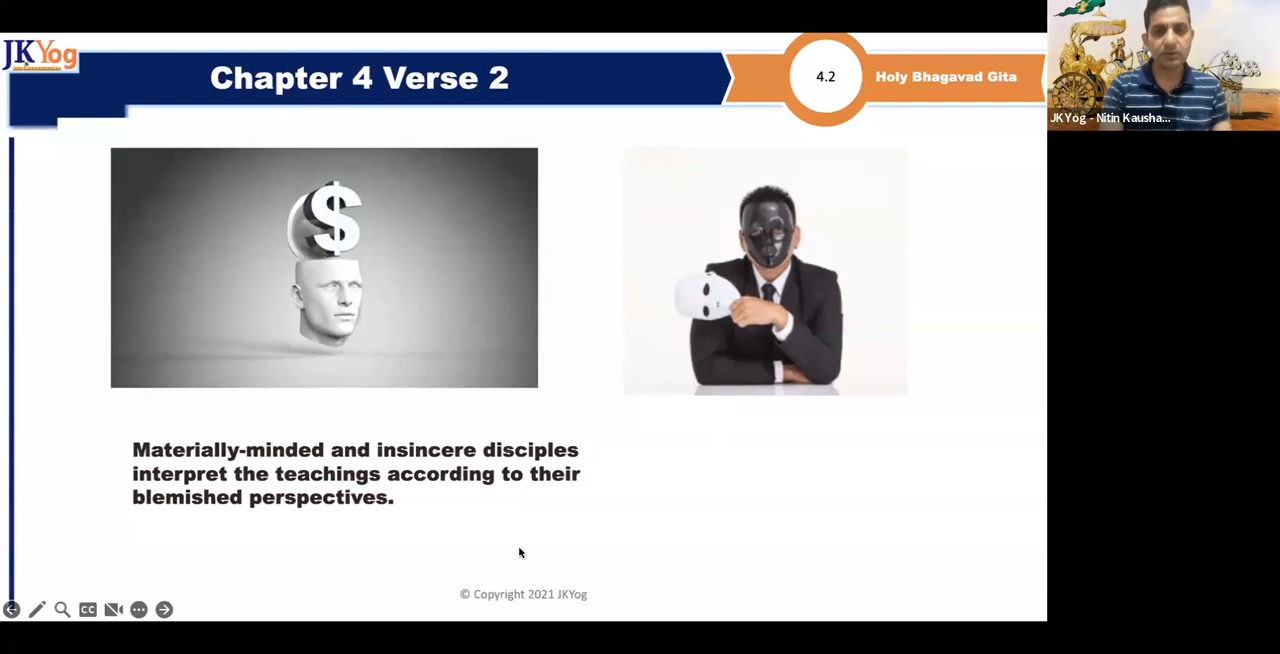 JKYog
Chapter 4 Verse 2
4.2
Holy Bhagavad Gita
JKYog - Nitin Kausha...
$
Materially-minded and insincere disciples
interpret the teachings according to their
blemished perspectives.
© Copyright 2021 JKYog
CC